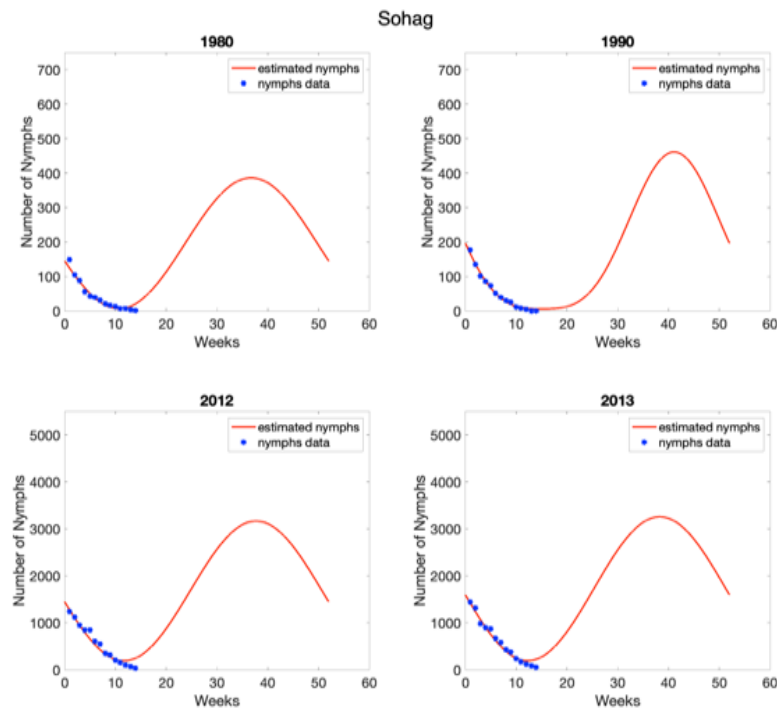 Sohag
1980
700
600
500
400
300
200
100
0
Number of Nymphs
estimated nymphs
nymphs data
0 10 20 30 40 50 60
Weeks
1990
700
600
500
400
300
200
100
0
Number of Nymphs
estimated nymphs
nymphs data
0 10 20 30 40 50 60
Weeks
2012
5000
4000
3000
2000
1000
0
Number of Nymphs
estimated nymphs
nymphs data
0 10 20 30 40 50 60
Weeks
2013
5000
4000
3000
2000
1000
0
Number of Nymphs
estimated nymphs
nymphs data
0 10 20 30 40 50 60
Weeks